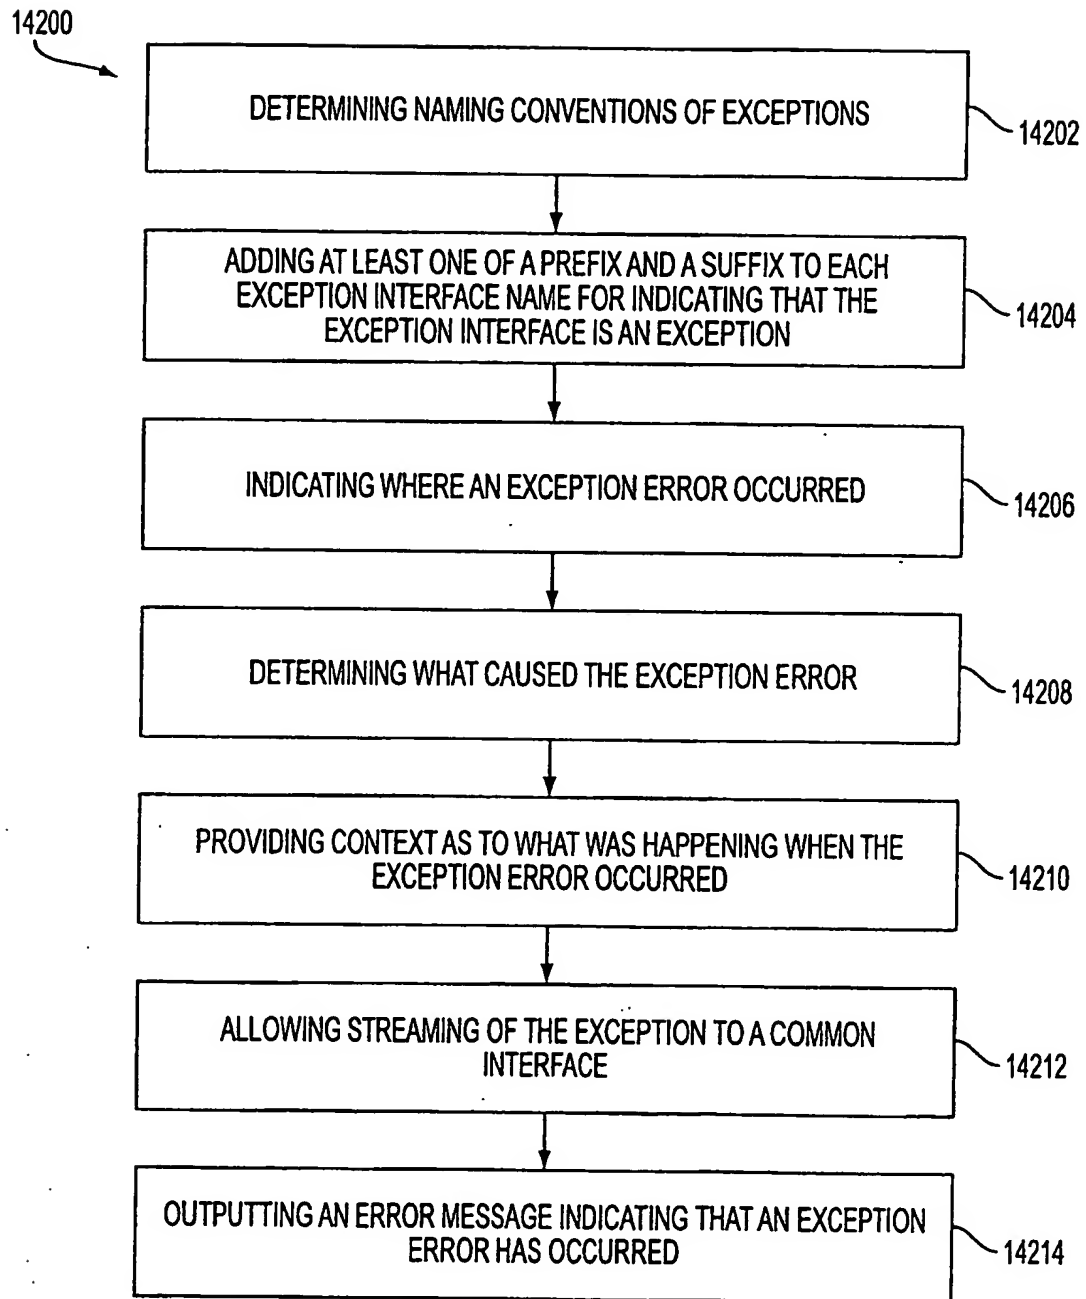 14200
DETERMINING NAMING CONVENTIONS OF EXCEPTIONS
14202
ADDING AT LEAST ONE OF A PREFIX AND A SUFFIX TO EACH
EXCEPTION INTERFACE NAME FOR INDICATING THAT THE
EXCEPTION INTERFACE IS AN EXCEPTION
14204
INDICATING WHERE AN EXCEPTION ERROR OCCURRED
14206
DETERMINING WHAT CAUSED THE EXCEPTION ERROR
14208
PROVIDING CONTEXT AS TO WHAT WAS HAPPENING WHEN THE
EXCEPTION ERROR OCCURRED
14210
ALLOWING STREAMING OF THE EXCEPTION TO A COMMON
INTERFACE
14212
OUTPUTTING AN ERROR MESSAGE INDICATING THAT AN EXCEPTION
ERROR HAS OCCURRED
14214